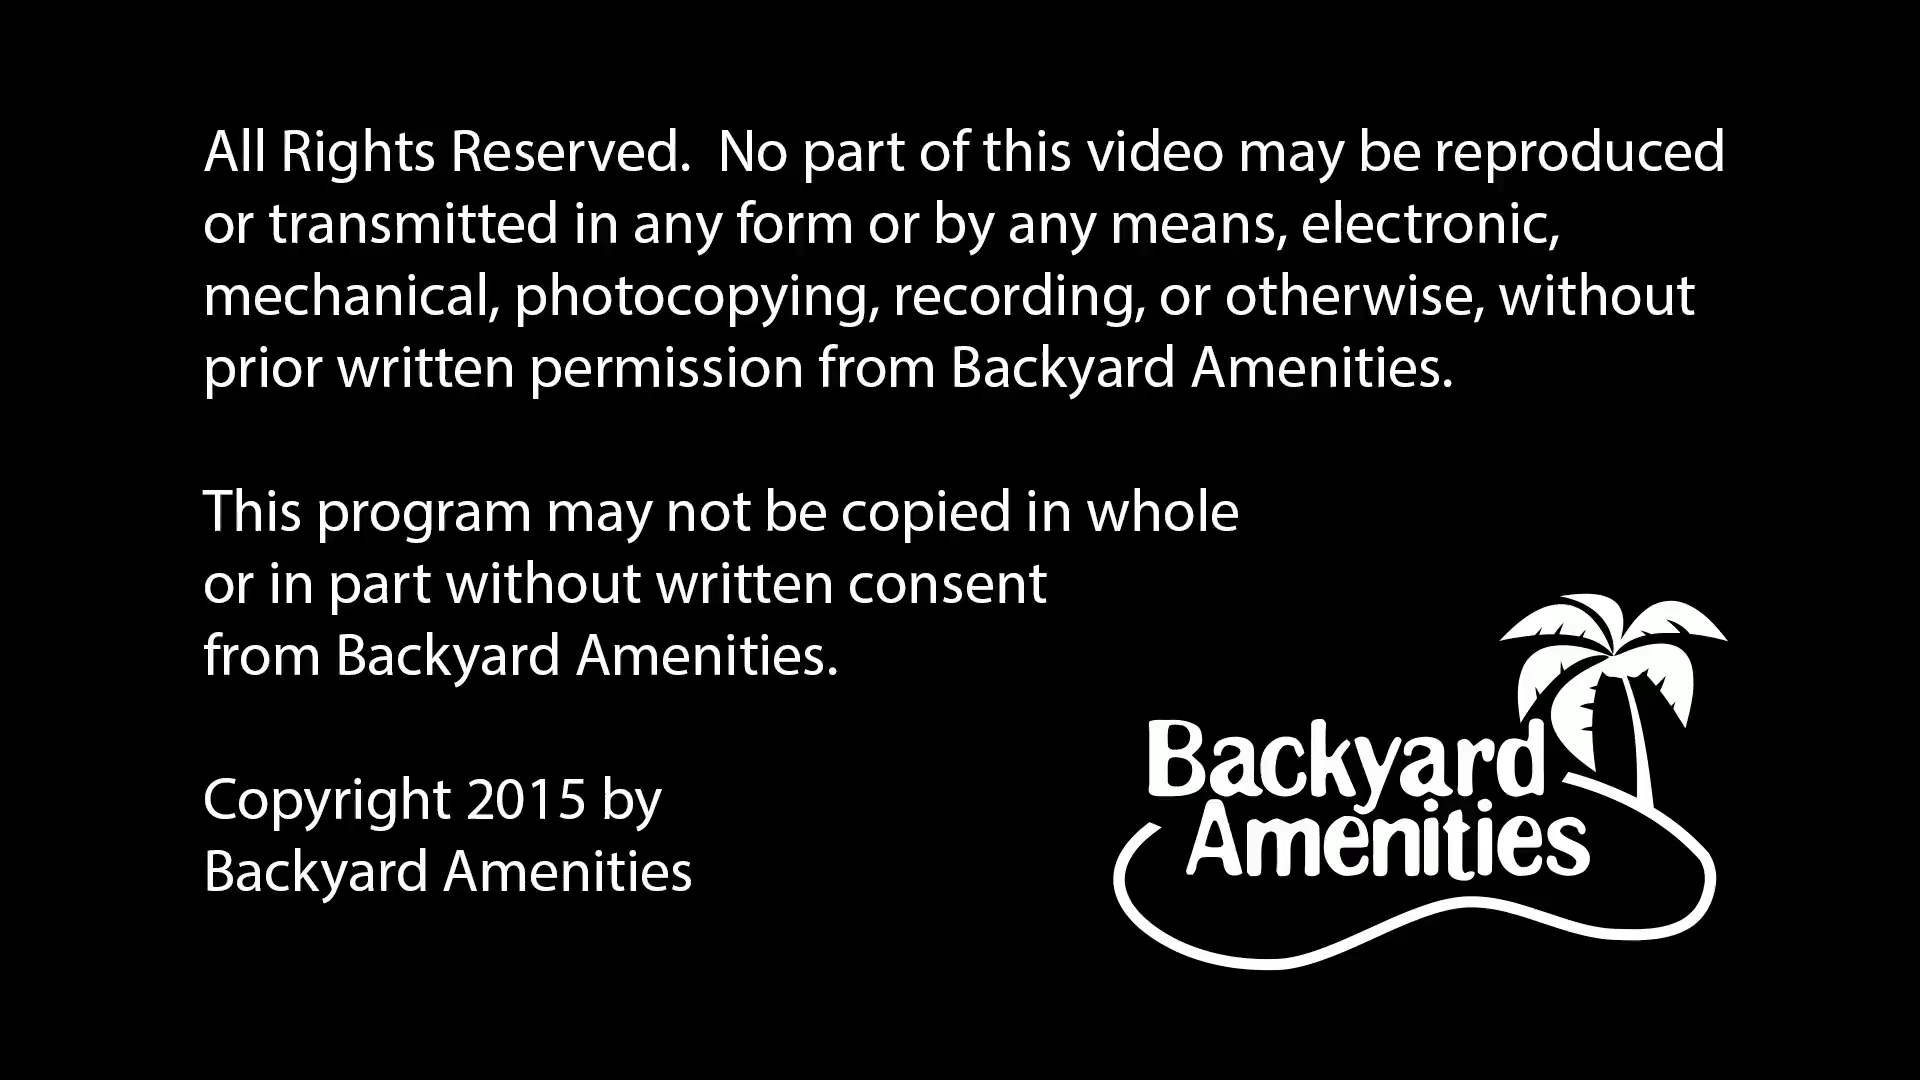 All Rights Reserved.  No part of this video may be reproduced
or transmitted in any form or by any means, electronic,
mechanical, photocopying, recording, or otherwise, without
prior written permission from Backyard Amenities.
This program may not be copied in whole
or in part without written consent
from Backyard Amenities.
Copyright 2015 by
Backyard Amenities
Backyard
Amenities